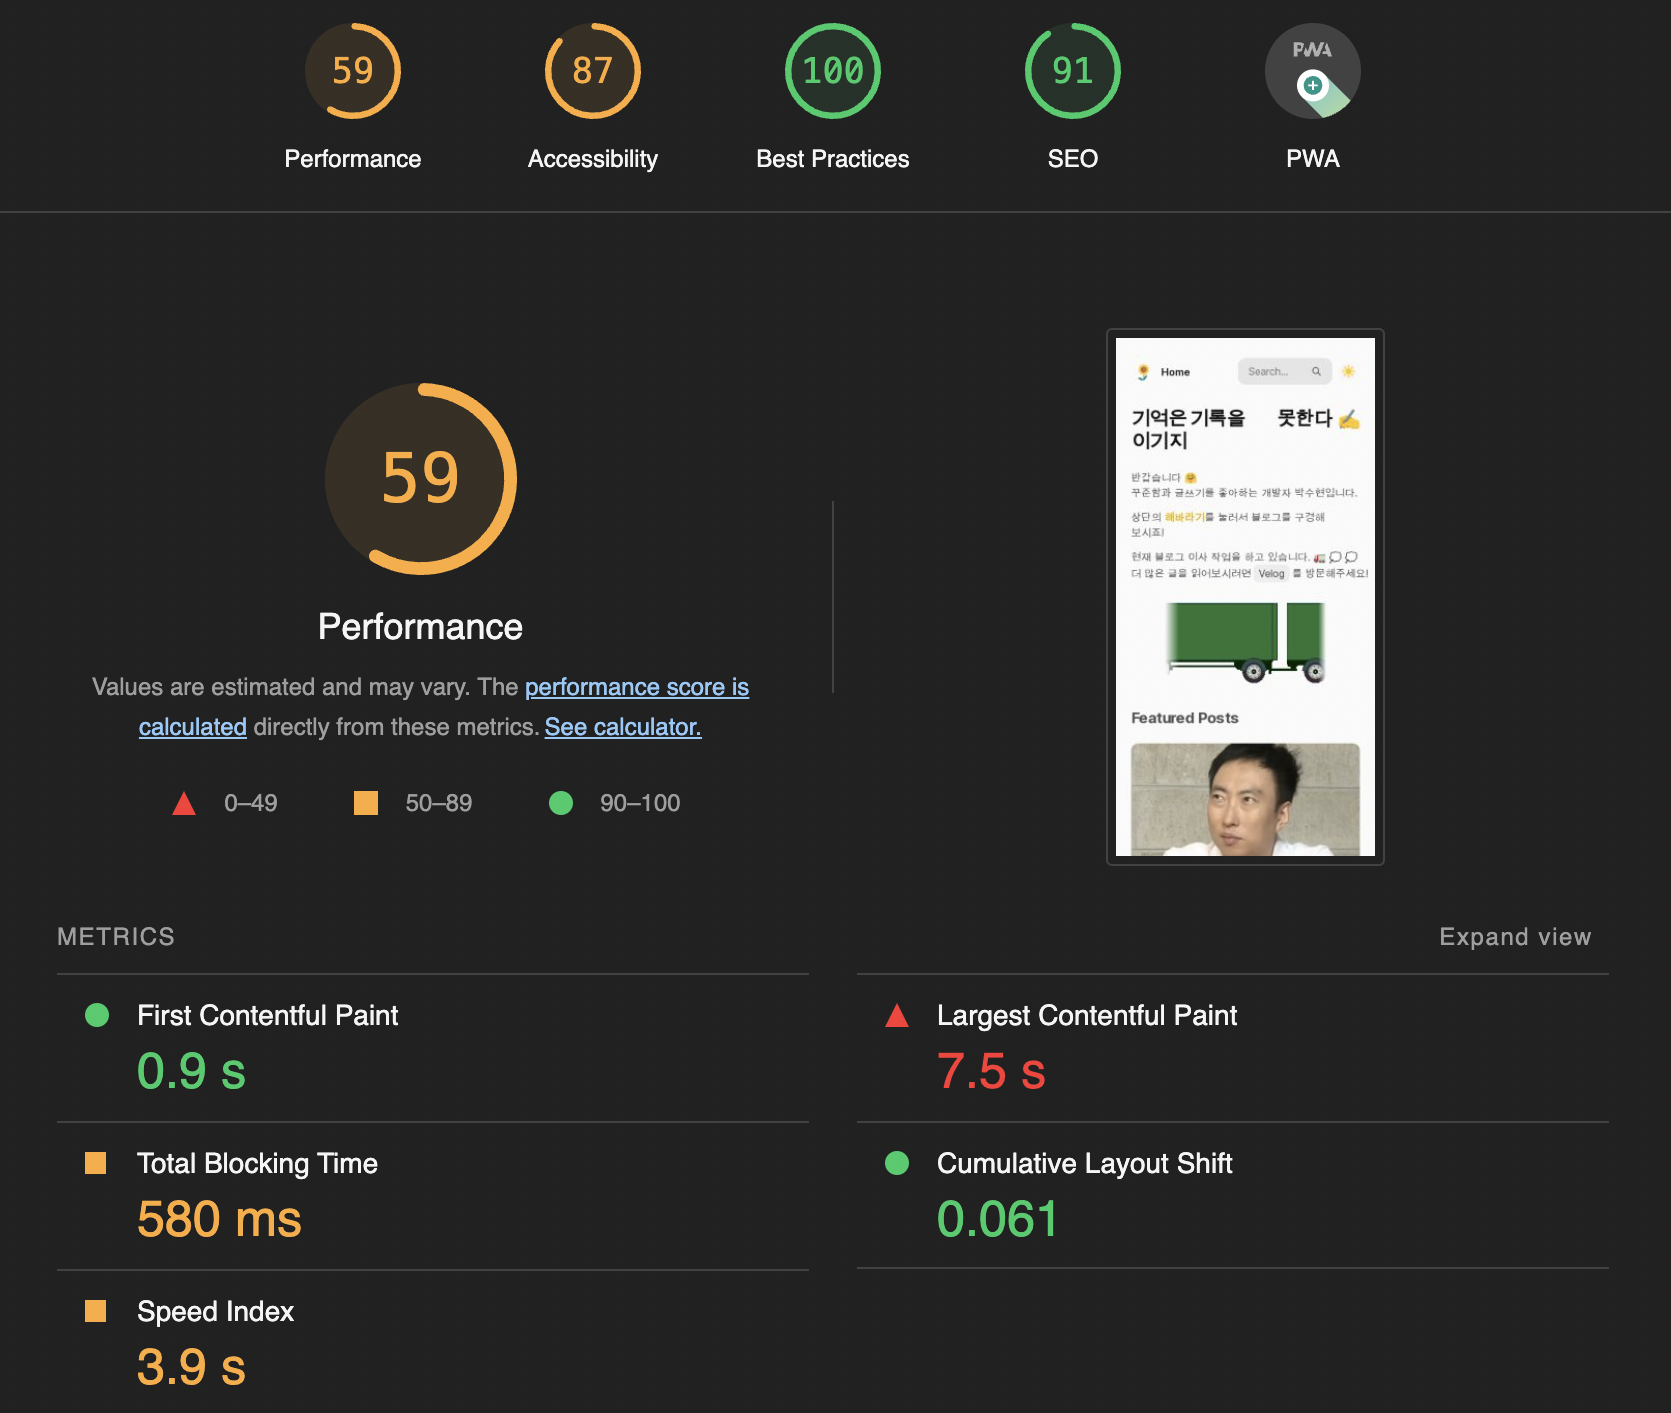 59
87
100
91
PWA
Performance
Accessibility
Best Practices
SEO
PWA
59
Performance
Values are estimated and may vary. The performance score is
calculated directly from these metrics. See calculator.
0–49
50–89
90–100
Home
Search...
기억은 기록을 못한다 ✍️
이기지
반갑습니다 🤗
꾸준함과 글쓰기를 좋아하는 개발자 박수현입니다.
상단의 해바라기를 눌러서 블로그를 구경해
보시죠!
현재 블로그 이사 작업을 하고 있습니다. 🚛 💭 💭
더 많은 글을 읽어보시려면 Velog 를 방문해주세요!
Featured Posts
METRICS
Expand view
First Contentful Paint
0.9 s
Largest Contentful Paint
7.5 s
Total Blocking Time
580 ms
Cumulative Layout Shift
0.061
Speed Index
3.9 s